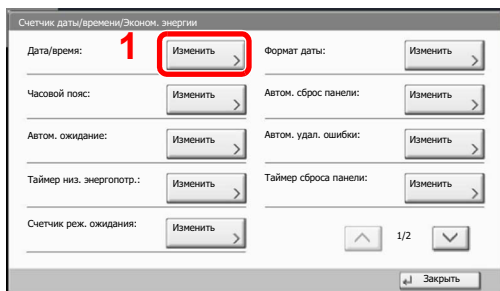 Счетчик даты/времени/Эконом. энергии
1
Дата/время: Изменить Формат даты: Изменить
Часовой пояс: Изменить Автом. сброс панели: Изменить
Автом. ожидание: Изменить Автом. удал. ошибки: Изменить
Таймер низ. энергопотр.: Изменить Таймер сброса панели: Изменить
Счетчик реж. ожидания: Изменить 1/2
Закрыть